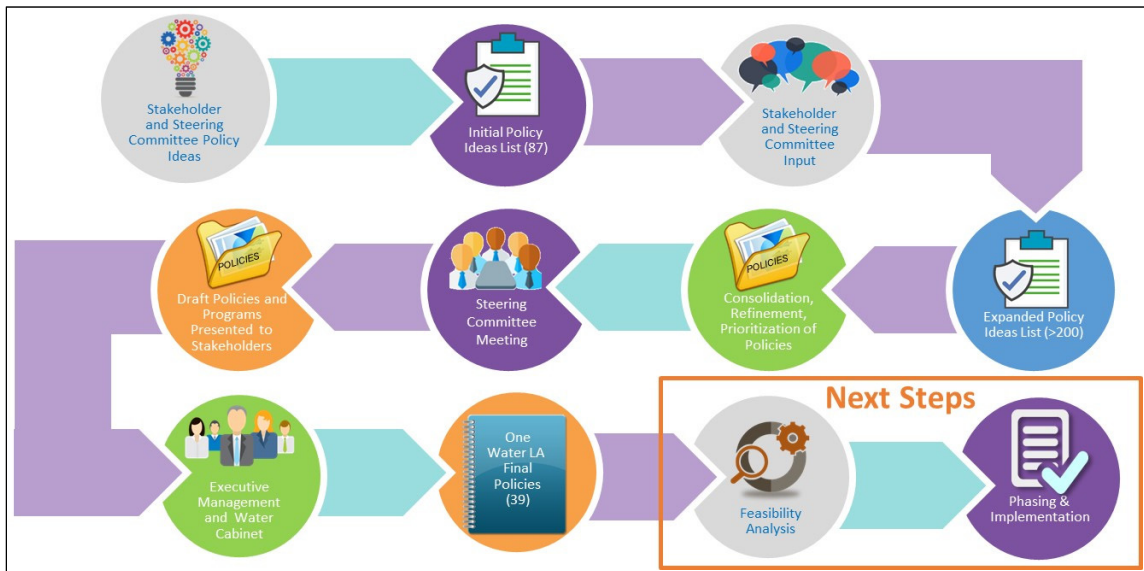 Stakeholder
and Steering
Committee Policy
Ideas
Initial Policy
Ideas List (87)
Stakeholder
and Steering
Committee
Input
Expanded Policy
Ideas List (>200)
POLICIES
Consolidation,
Refinement,
Prioritization of
Policies
Steering
Committee
Meeting
POLICIES
Draft Policies and
Programs
Presented to
Stakeholders
Executive
Management
and Water
Cabinet
One
Water LA
Final
Policies
(39)
Next Steps
Feasibility
Analysis
Phasing &
Implementation